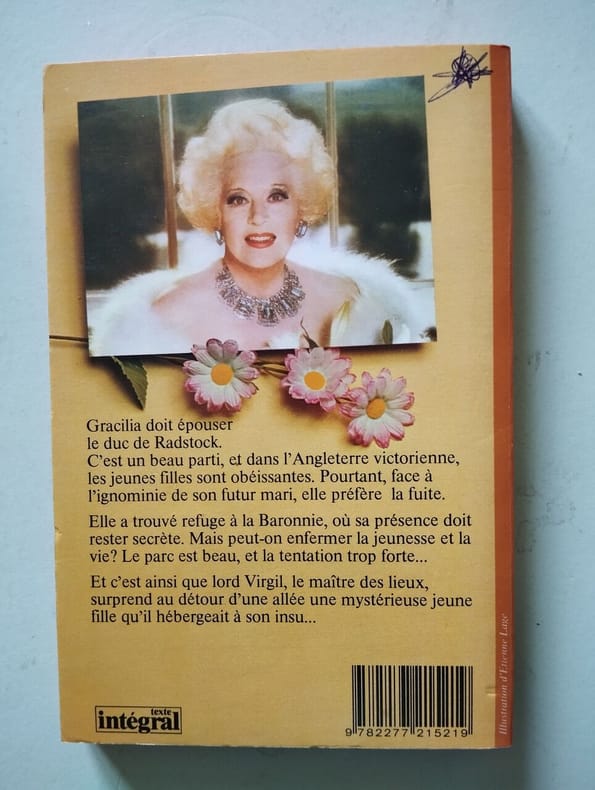 Gracilia doit épouser
le duc de Radstock.
C'est un beau parti, et dans l'Angleterre victorienne,
les jeunes filles sont obéissantes. Pourtant, face à
l'ignominie de son futur mari, elle préfère la fuite.
Elle a trouvé refuge à la Baronnie, où sa présence doit
rester secrète. Mais peut-on enfermer la jeunesse et la
vie? Le parc est beau, et la tentation trop forte...
Et c'est ainsi que lord Virgil, le maître des lieux,
surprend au détour d'une allée une mystérieuse jeune
fille qu'il hébergeait à son insu...
texte
intégral
9 782277 215219
Illustration d'Etienne Lage